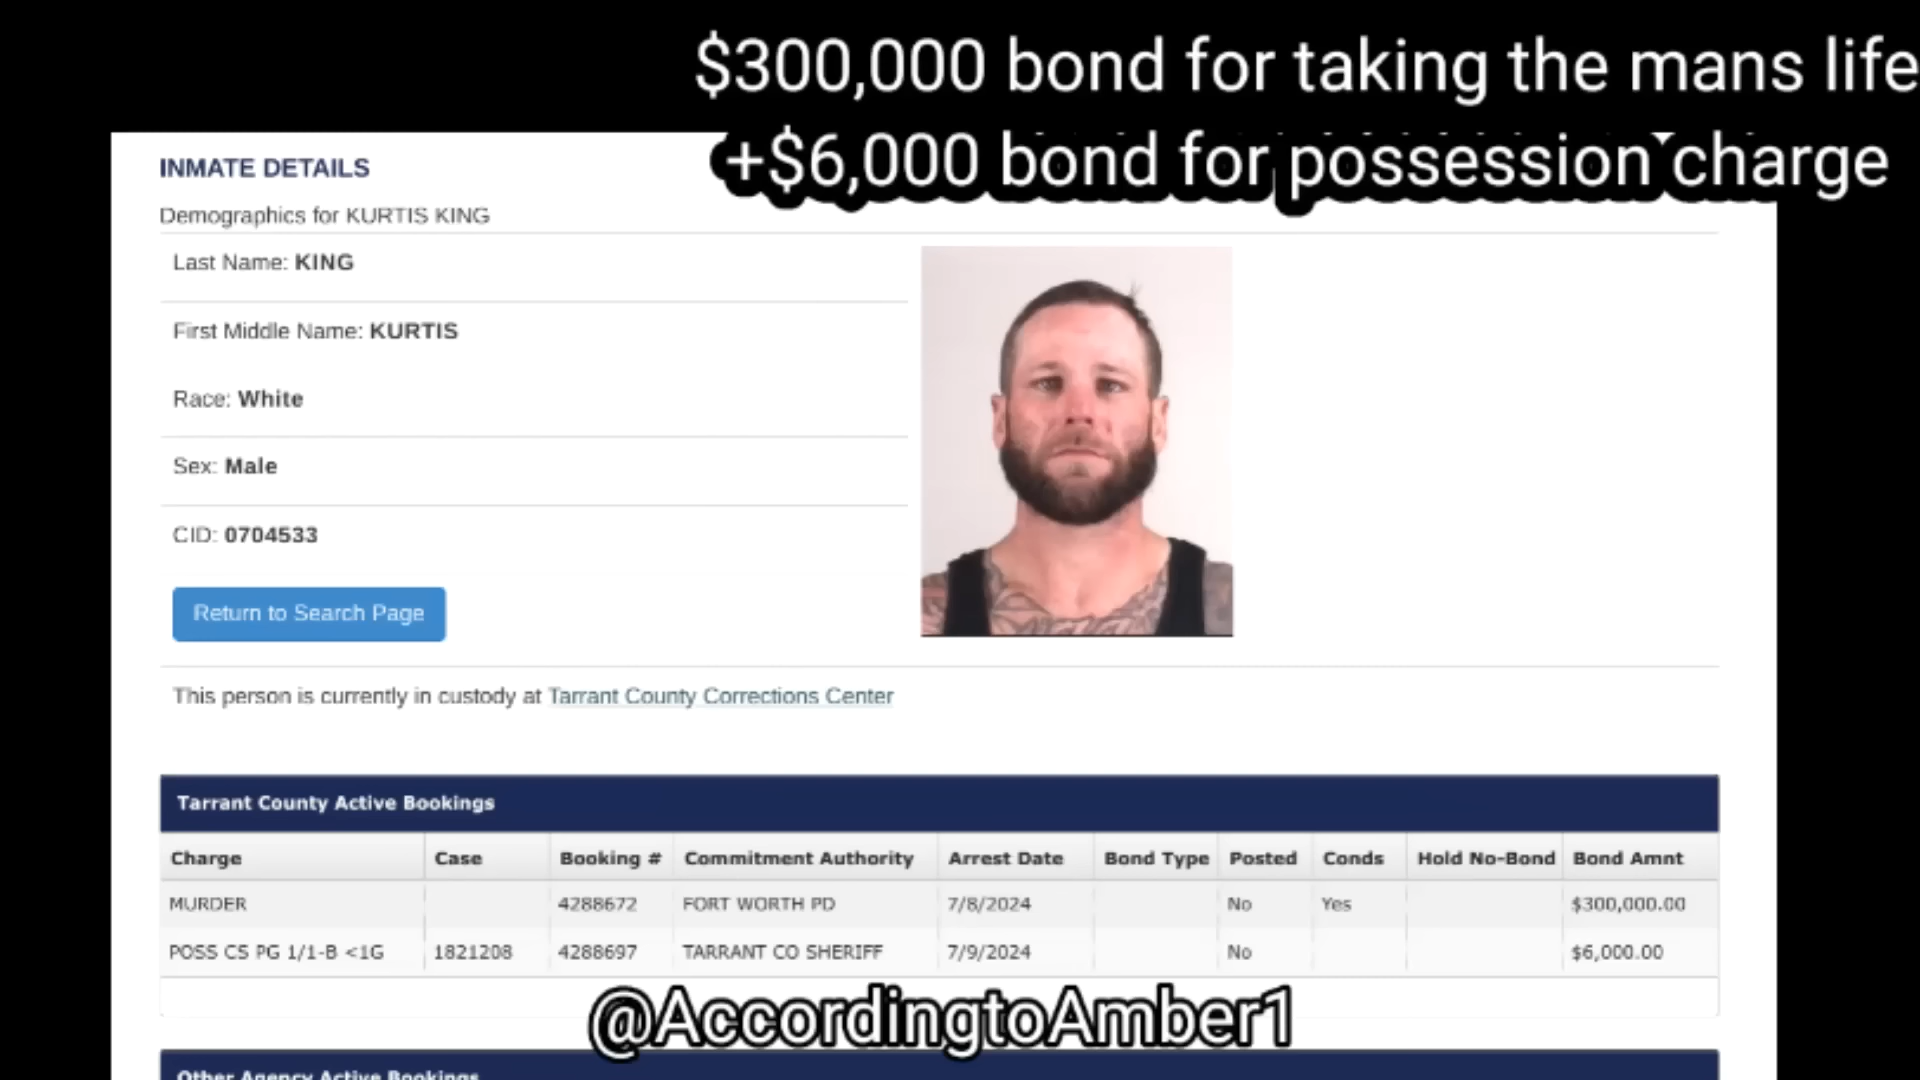 $300,000 bond for taking the mans life
+$6,000 bond for possession charge
INMATE DETAILS
Demographics for KURTIS KING
Last Name: KING
First Middle Name: KURTIS
Race: White
Sex: Male
CID: 0704533
Return to Search Page
This person is currently in custody at Tarrant County Corrections Center
Tarrant County Active Bookings
Charge Case Booking # Commitment Authority Arrest Date Bond Type Posted Conds Hold No-Bond Bond Amnt
MURDER 4288672 FORT WORTH PD 7/8/2024 No Yes $300,000.00
POSS CS PG 1/1-B <1G 1821208 4288697 TARRANT CO SHERIFF 7/9/2024 No $6,000.00
@AccordingtoAmber1
Other Agency Active Bookings